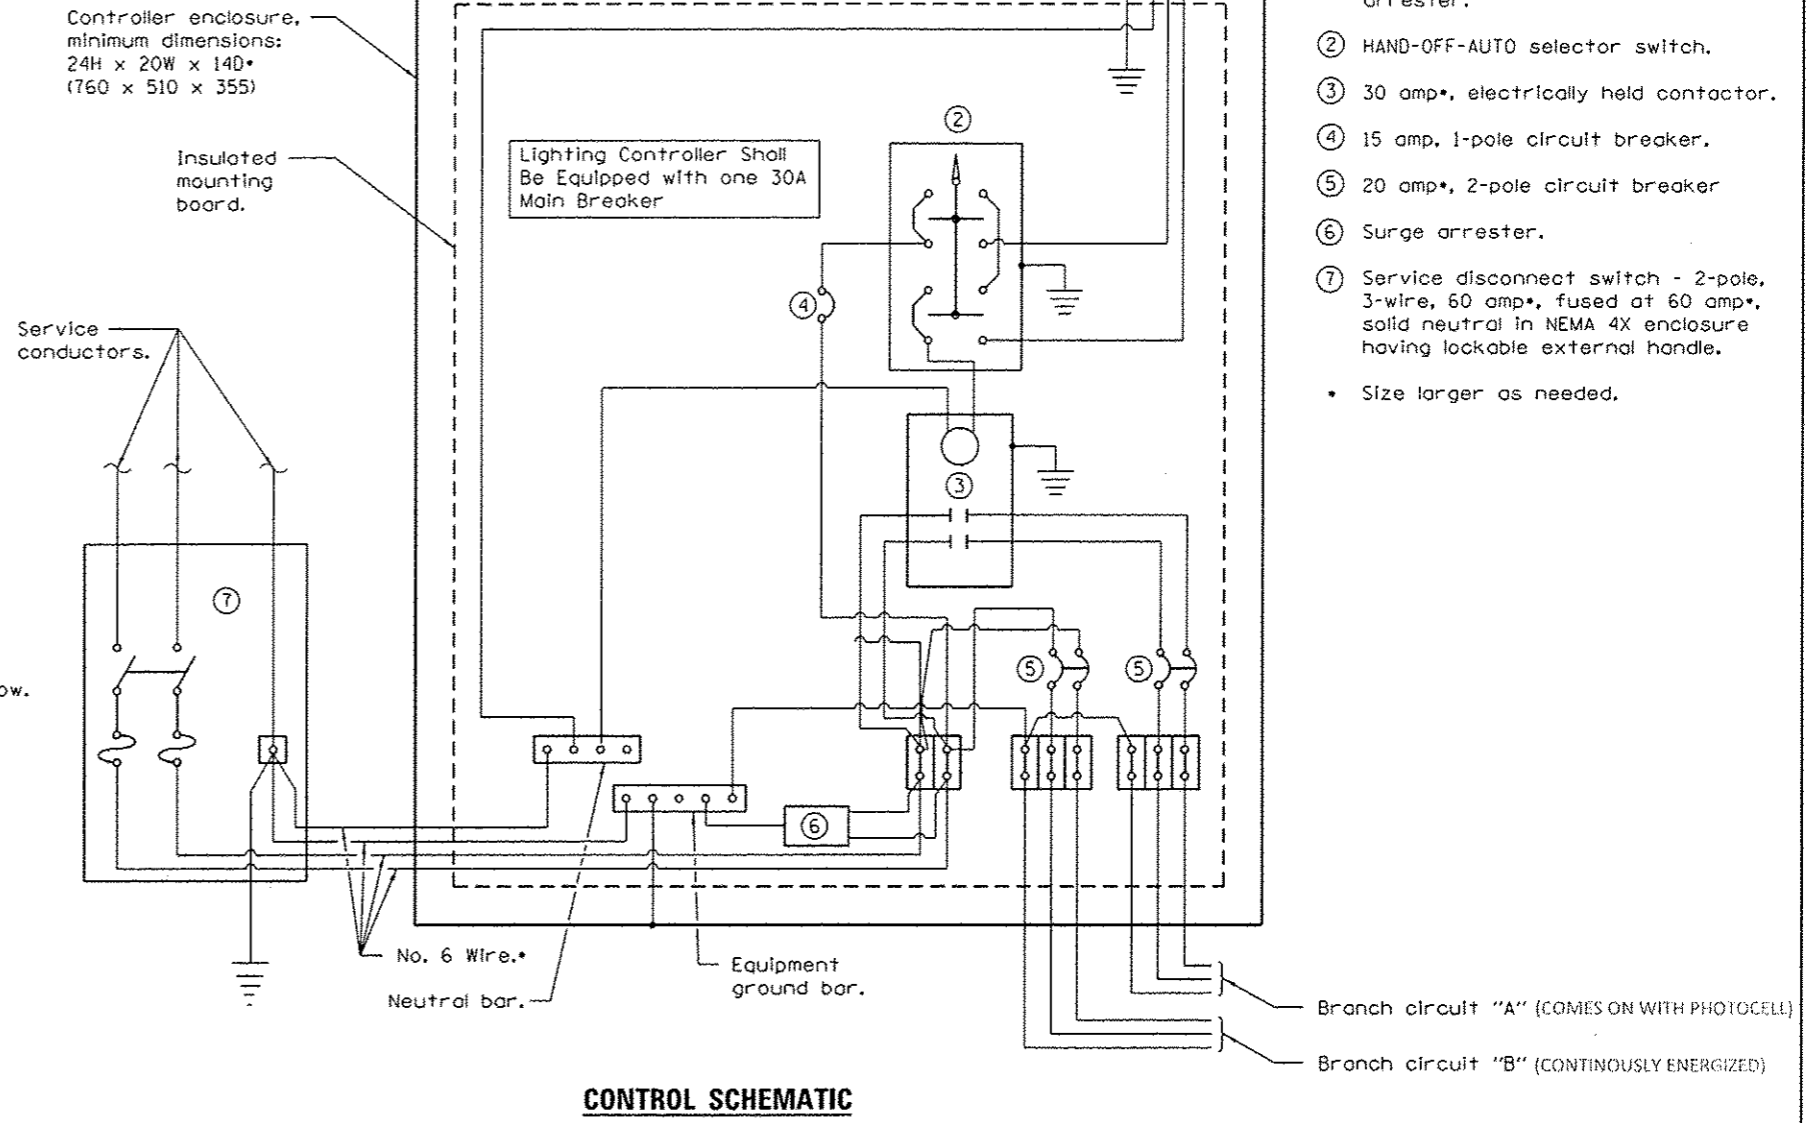 Controller enclosure,
minimum dimensions:
24H x 20W x 14D•
(760 x 510 x 355)
Insulated
mounting
board.
Service
conductors.
ow.
Lighting Controller Shall
Be Equipped with one 30A
Main Breaker
②
④
③
⑤
⑤
⑦
⑥
No. 6 Wire.•
Neutral bar.
Equipment
ground bar.
Branch circuit "A" (COMES ON WITH PHOTOCELL)
Branch circuit "B" (CONTINOUSLY ENERGIZED)
CONTROL SCHEMATIC
arrester.
② HAND-OFF-AUTO selector switch.
③ 30 amp•, electrically held contactor.
④ 15 amp, 1-pole circuit breaker.
⑤ 20 amp•, 2-pole circuit breaker
⑥ Surge arrester.
⑦ Service disconnect switch - 2-pole,
3-wire, 60 amp•, fused at 60 amp•,
solid neutral in NEMA 4X enclosure
having lockable external handle.
• Size larger as needed.